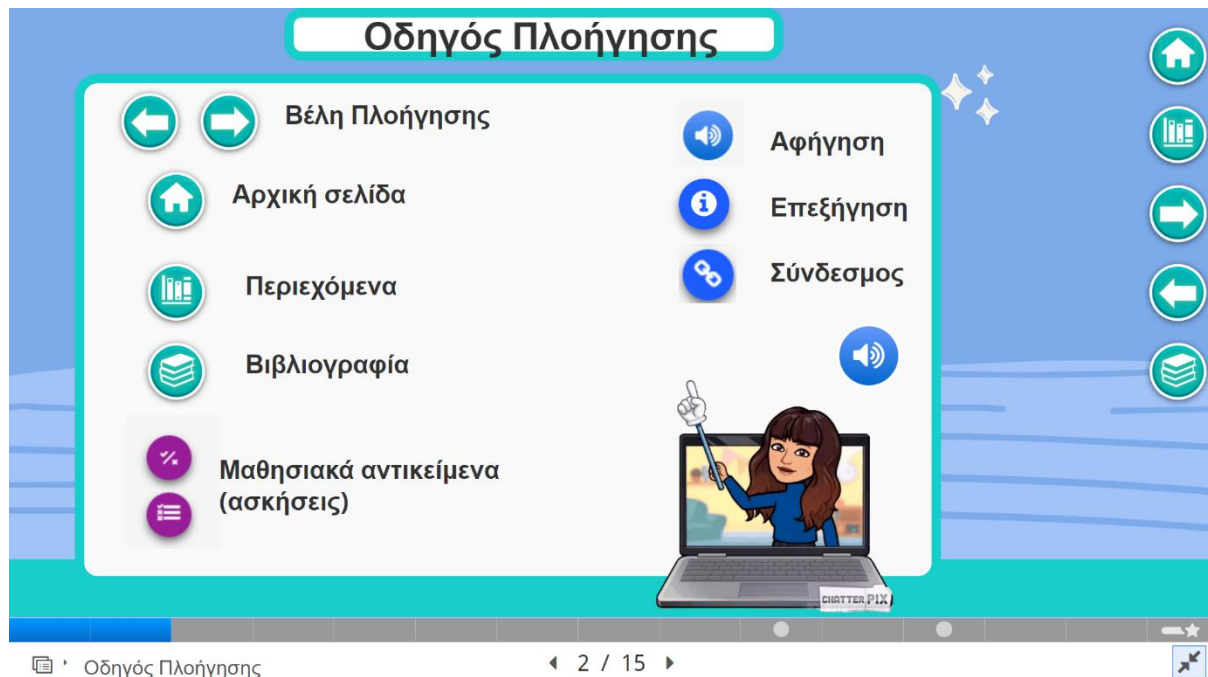 Οδηγός Πλοήγησης
Βέλη Πλοήγησης
Αρχική σελίδα
Περιεχόμενα
Βιβλιογραφία
Μαθησιακά αντικείμενα
(ασκήσεις)
Αφήγηση
Επεξήγηση
Σύνδεσμος
CHATTER PIX
Οδηγός Πλοήγησης
2 / 15